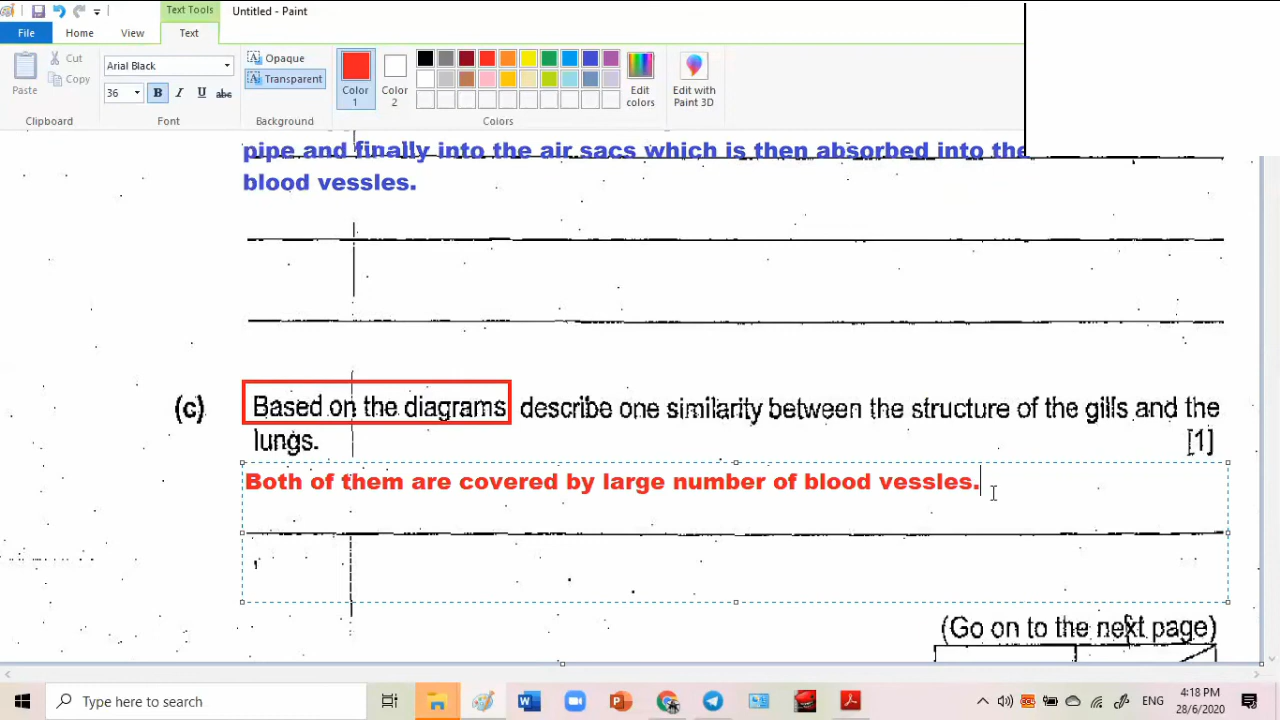 Text Tools
Untitled - Paint
File
Home
View
Text
Paste
Cut
Copy
Clipboard
Arial Black
36
B
I
U
abc
Font
Opaque
Transparent
Background
Color
1
Color
2
Edit
colors
Edit with
Paint 3D
Colors
pipe and finally into the air sacs which is then absorbed into the
blood vessles.
(c) Based on the diagrams describe one similarity between the structure of the gills and the
lungs. [1]
Both of them are covered by large number of blood vessles.
(Go on to the next page)
Type here to search
ENG
4:18 PM
28/6/2020